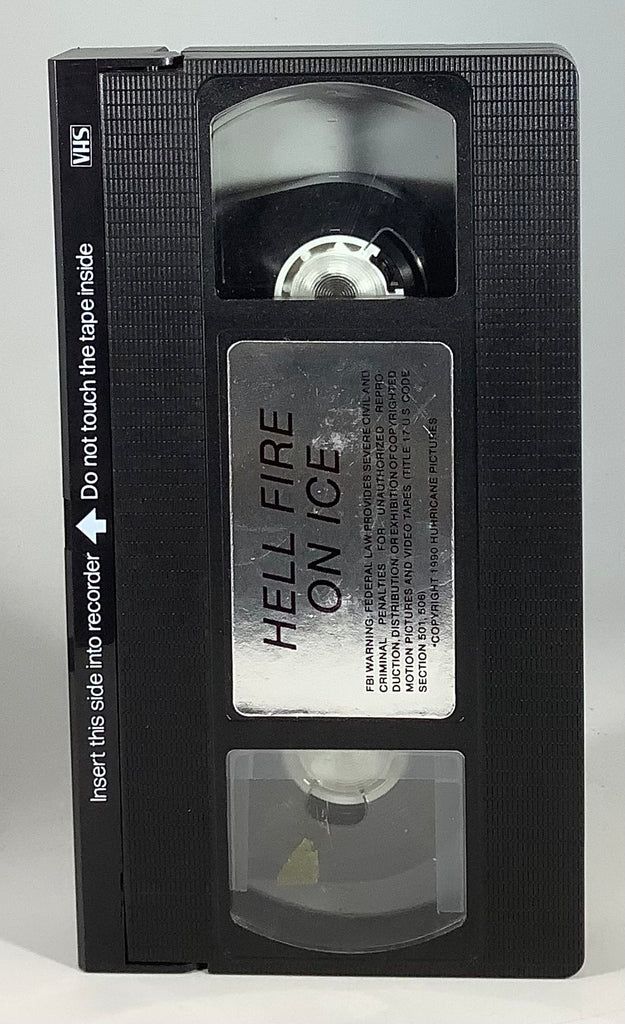 VHS
Insert this side into recorder Do not touch the tape inside
HELL FIRE
ON ICE
FBI WARNING: FEDERAL LAW PROVIDES SEVERE CIVIL AND
CRIMINAL PENALTIES FOR UNAUTHORIZED REPRO
DUCTION, DISTRIBUTION, OR EXHIBITION OF COPYRIGHTED
MOTION PICTURES AND VIDEO TAPES (TITLE 17 U S CODE
SECTION 501, 506)
*COPYRIGHT 1990 HURRICANE PICTURES